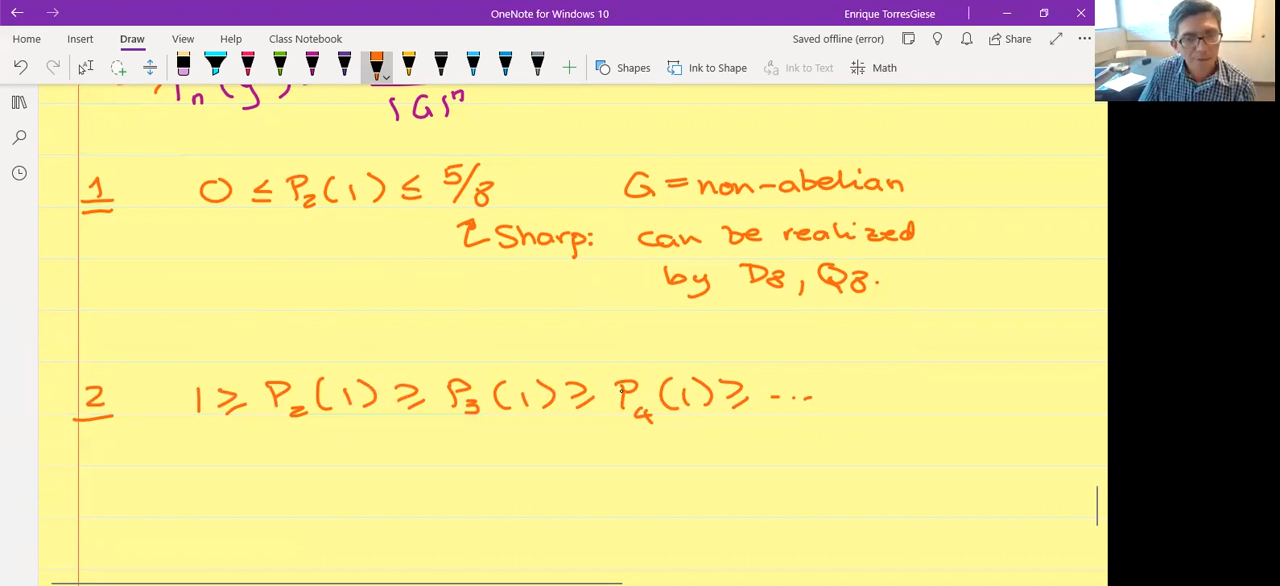 OneNote for Windows 10
Enrique TorresGiese
Home Insert Draw View Help Class Notebook
Saved offline (error)
Share
Shapes
Ink to Shape
Ink to Text
Math
Pn(g)
|G|^n
1 0 ≤ P₂(1) ≤ 5/8 G = non-abelian
Sharp: can be realized
by D8, Q8.
2 1 ≥ P₂(1) ≥ P₃(1) ≥ P₄(1) ≥ ...